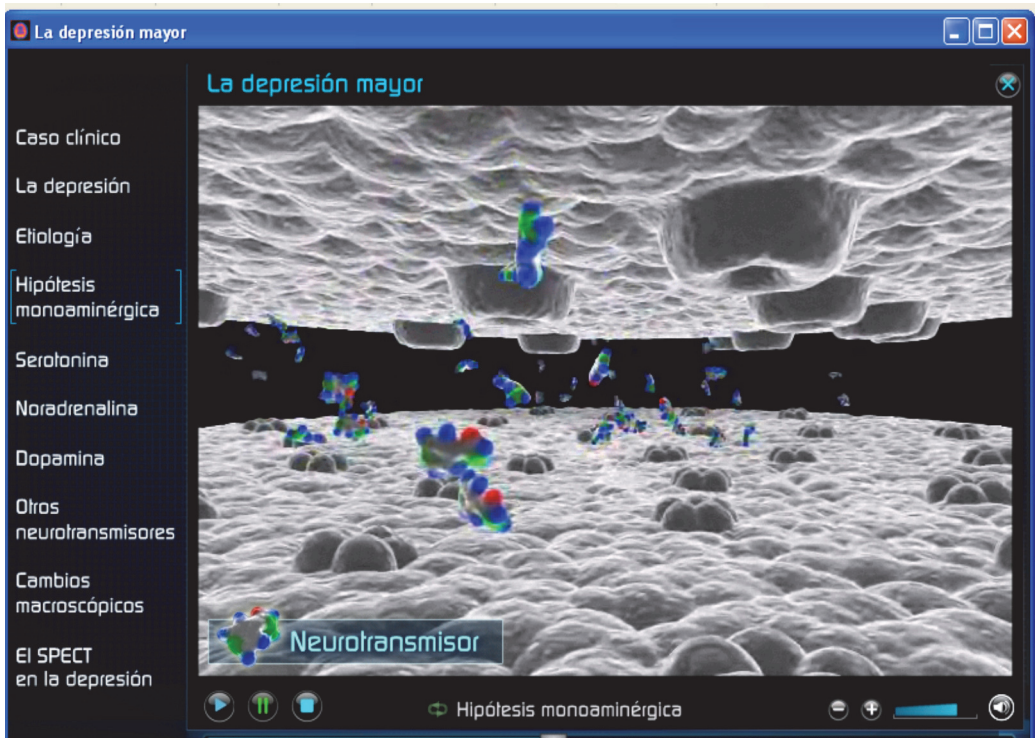 La depresión mayor
La depresión mayor
Caso clínico
La depresión
Etiología
Hipótesis
monoaminérgica
Serotonina
Noradrenalina
Dopamina
Otros
neurotransmisores
Cambios
macroscópicos
El SPECT
en la depresión
Neurotransmisor
Hipótesis monoaminérgica